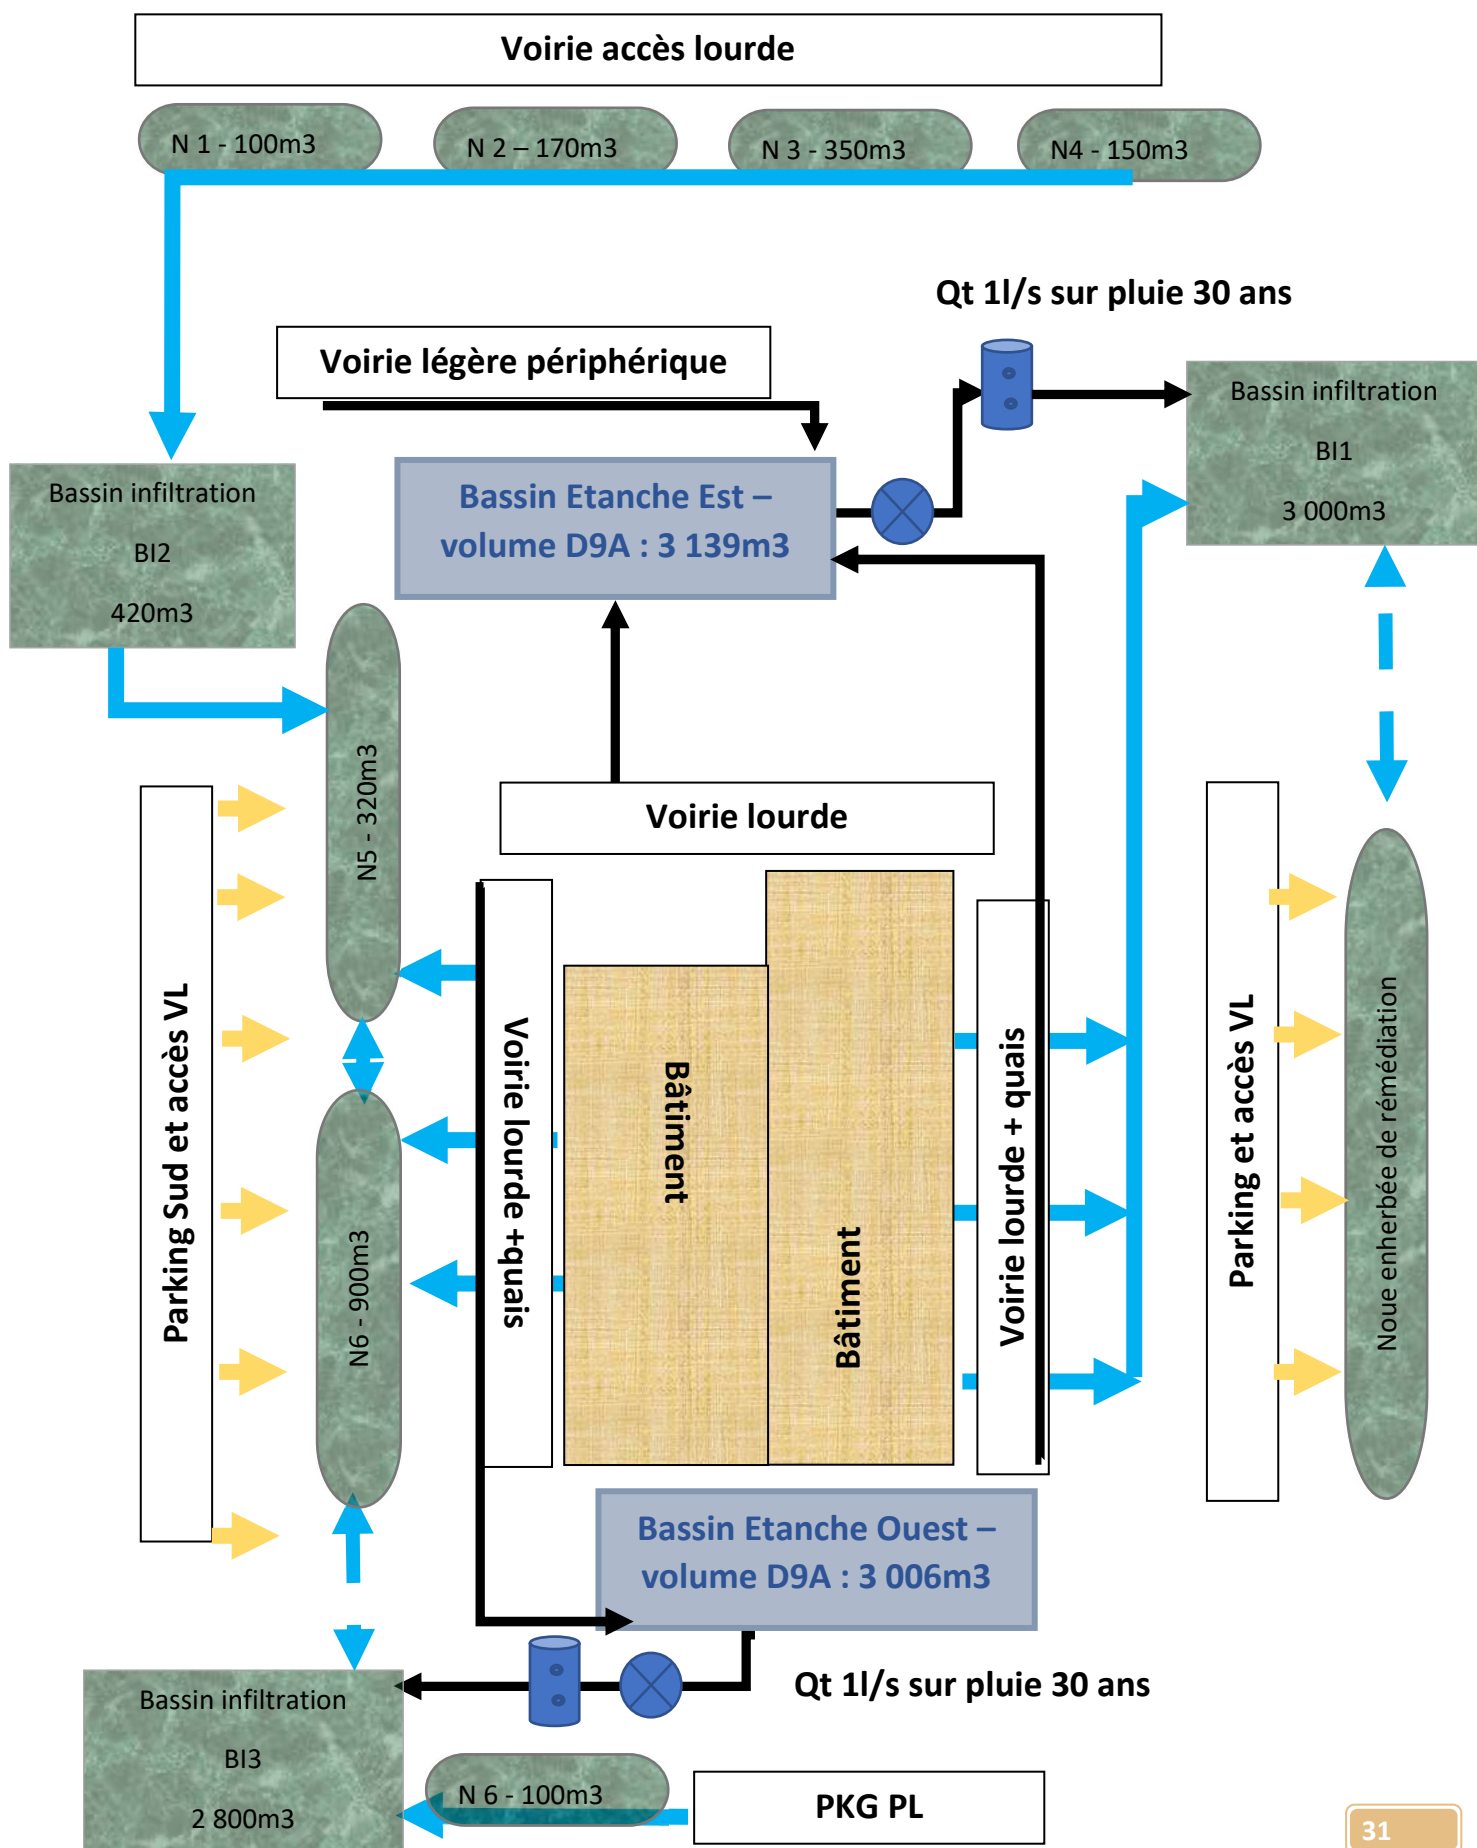 Voirie accès lourde
N 1 - 100m3
N 2 – 170m3
N 3 - 350m3
N4 - 150m3
Qt 1l/s sur pluie 30 ans
Voirie légère périphérique
Bassin infiltration
BI1
3 000m3
Bassin infiltration
BI2
420m3
Bassin Etanche Est –
volume D9A : 3 139m3
N5 - 320m3
Voirie lourde
Parking Sud et accès VL
N6 - 900m3
Voirie lourde +quais
Bâtiment
Bâtiment
Voirie lourde + quais
Parking et accès VL
Noue enherbée de rémédiation
Bassin Etanche Ouest –
volume D9A : 3 006m3
Qt 1l/s sur pluie 30 ans
Bassin infiltration
BI3
2 800m3
N 6 - 100m3
PKG PL
31